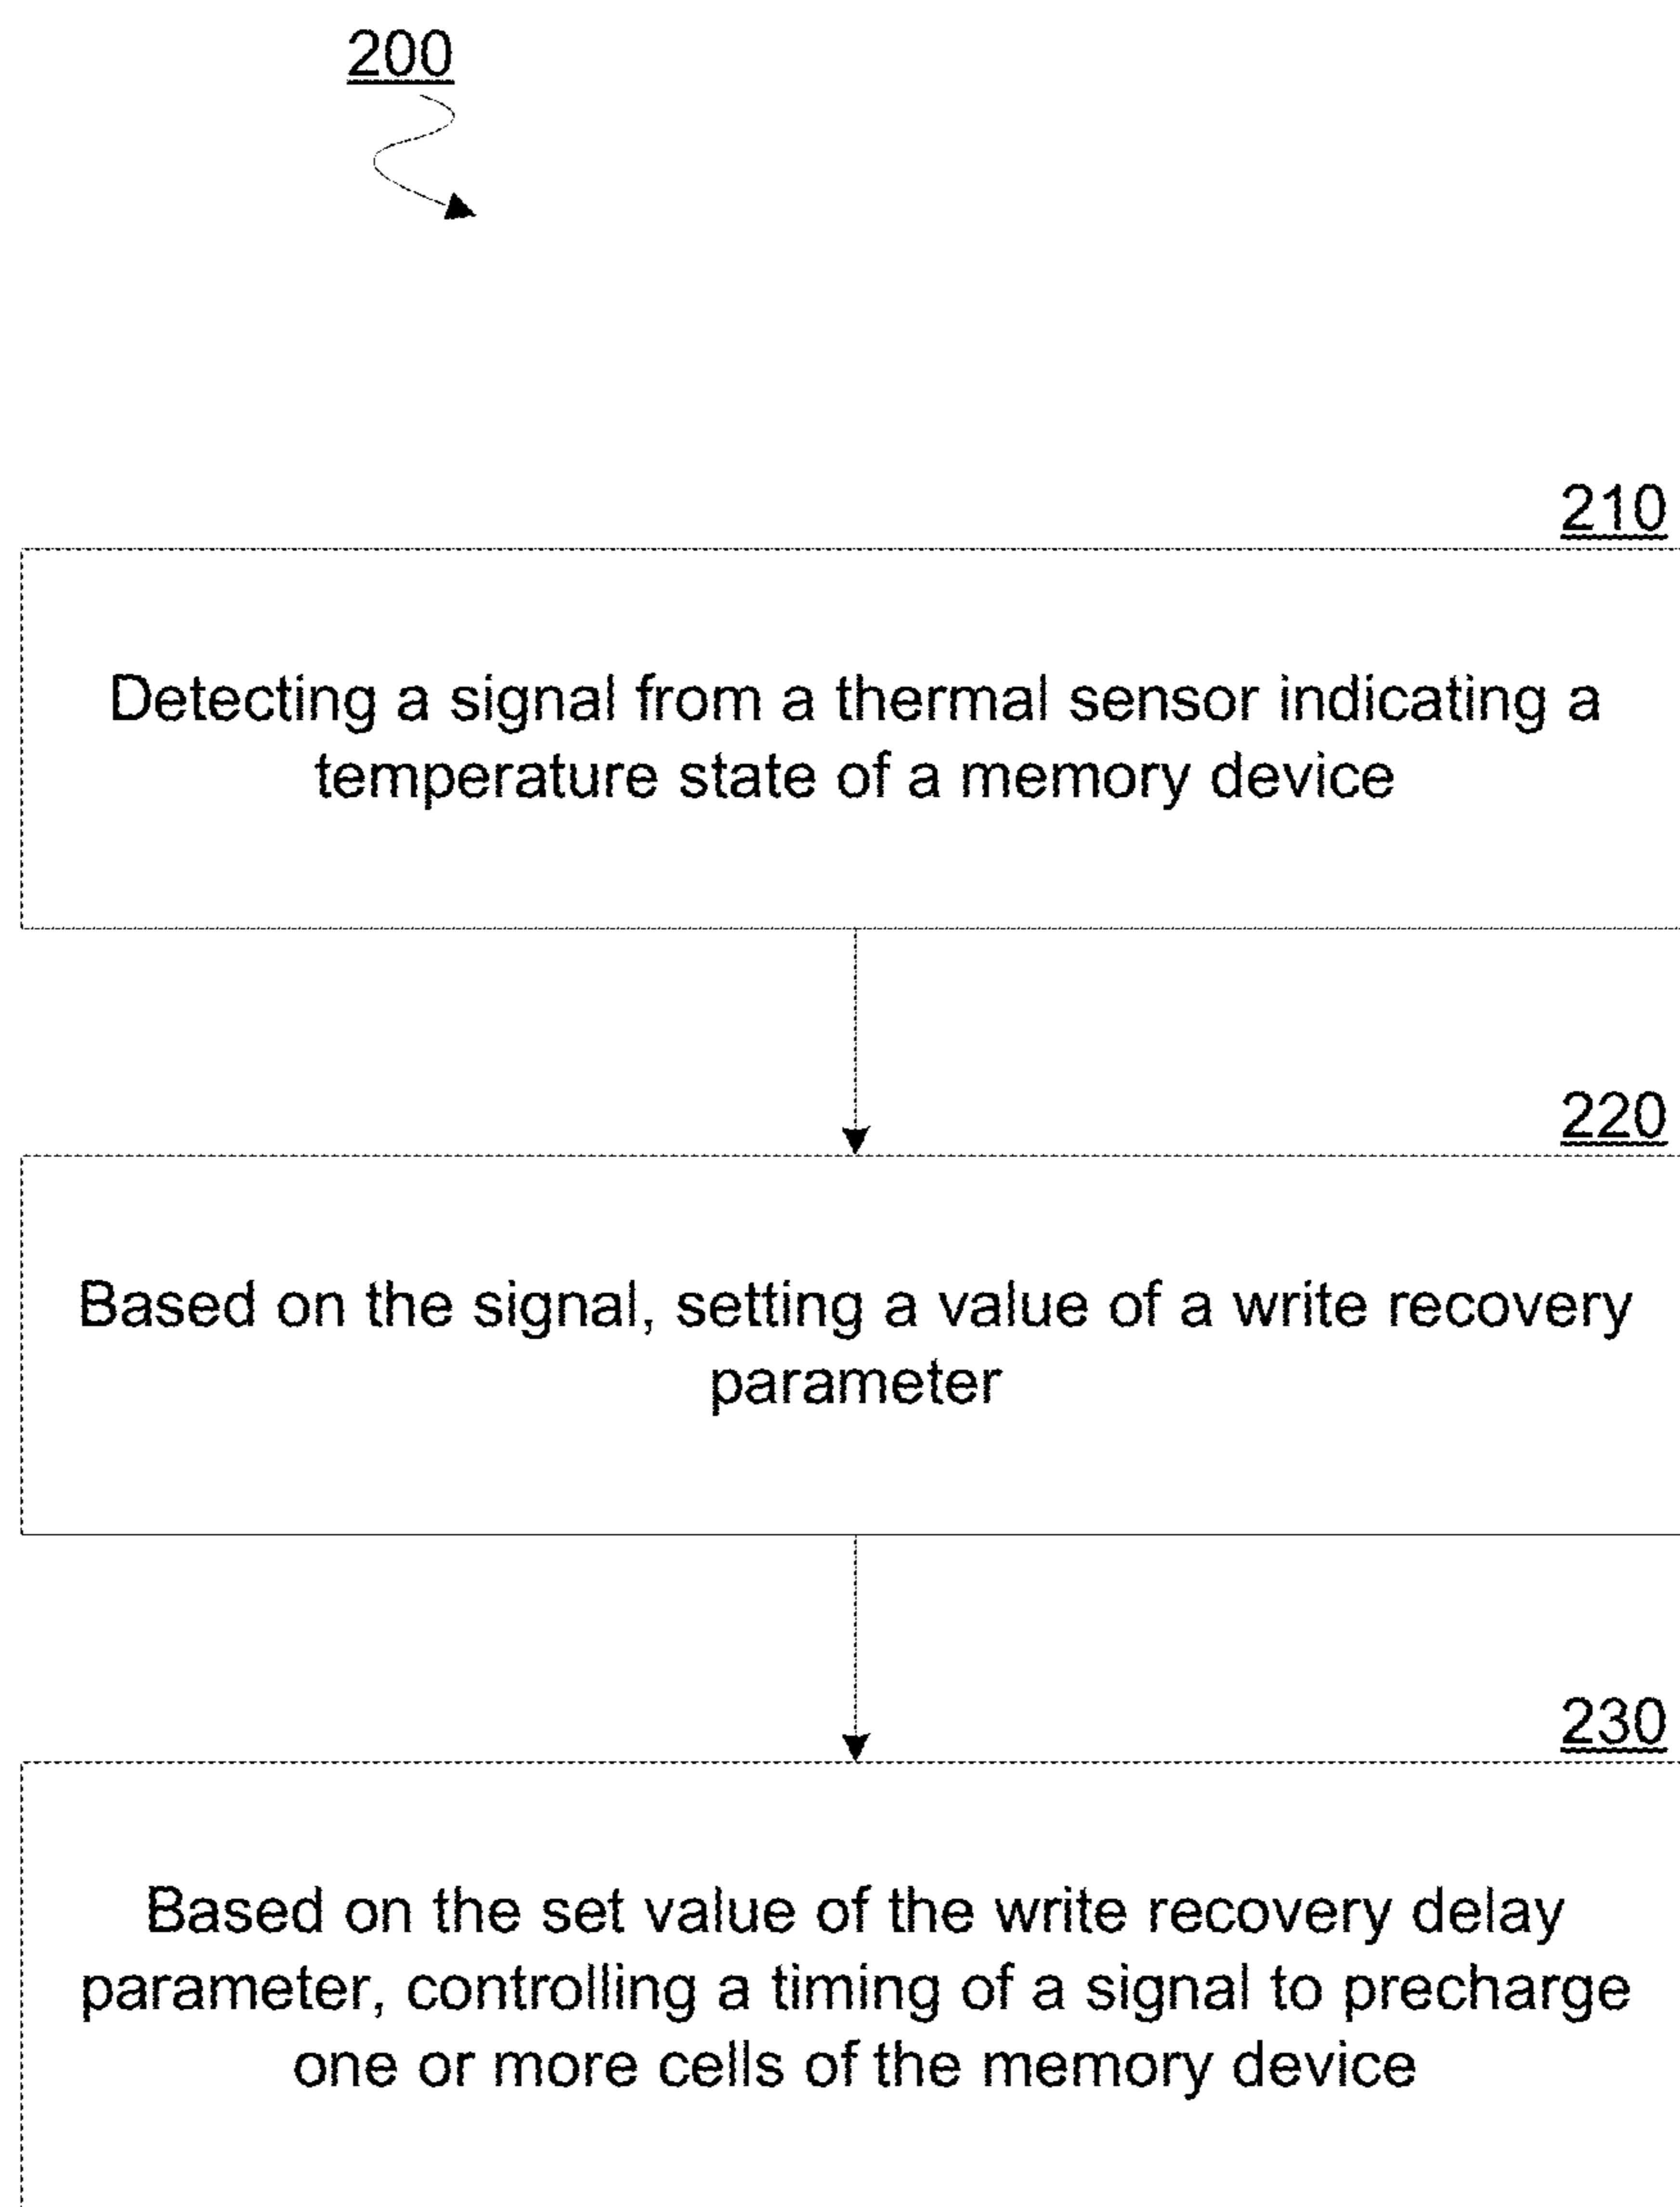 200
210
Detecting a signal from a thermal sensor indicating a
temperature state of a memory device
220
Based on the signal, setting a value of a write recovery
parameter
230
Based on the set value of the write recovery delay
parameter, controlling a timing of a signal to precharge
one or more cells of the memory device